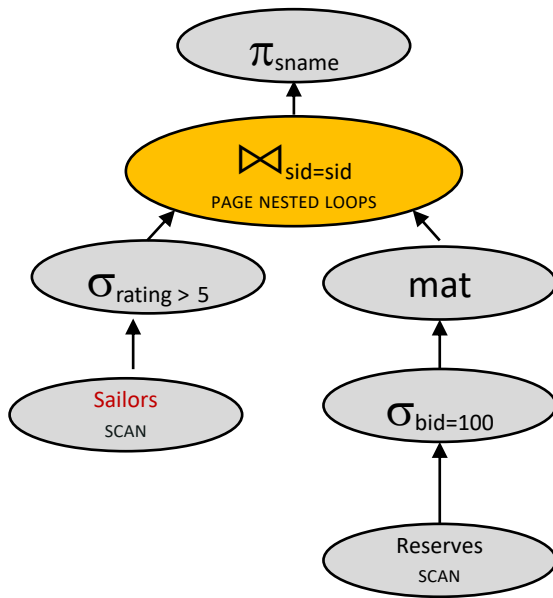 πsname
⋈sid=sid
PAGE NESTED LOOPS
σrating > 5
mat
Sailors
SCAN
σbid=100
Reserves
SCAN